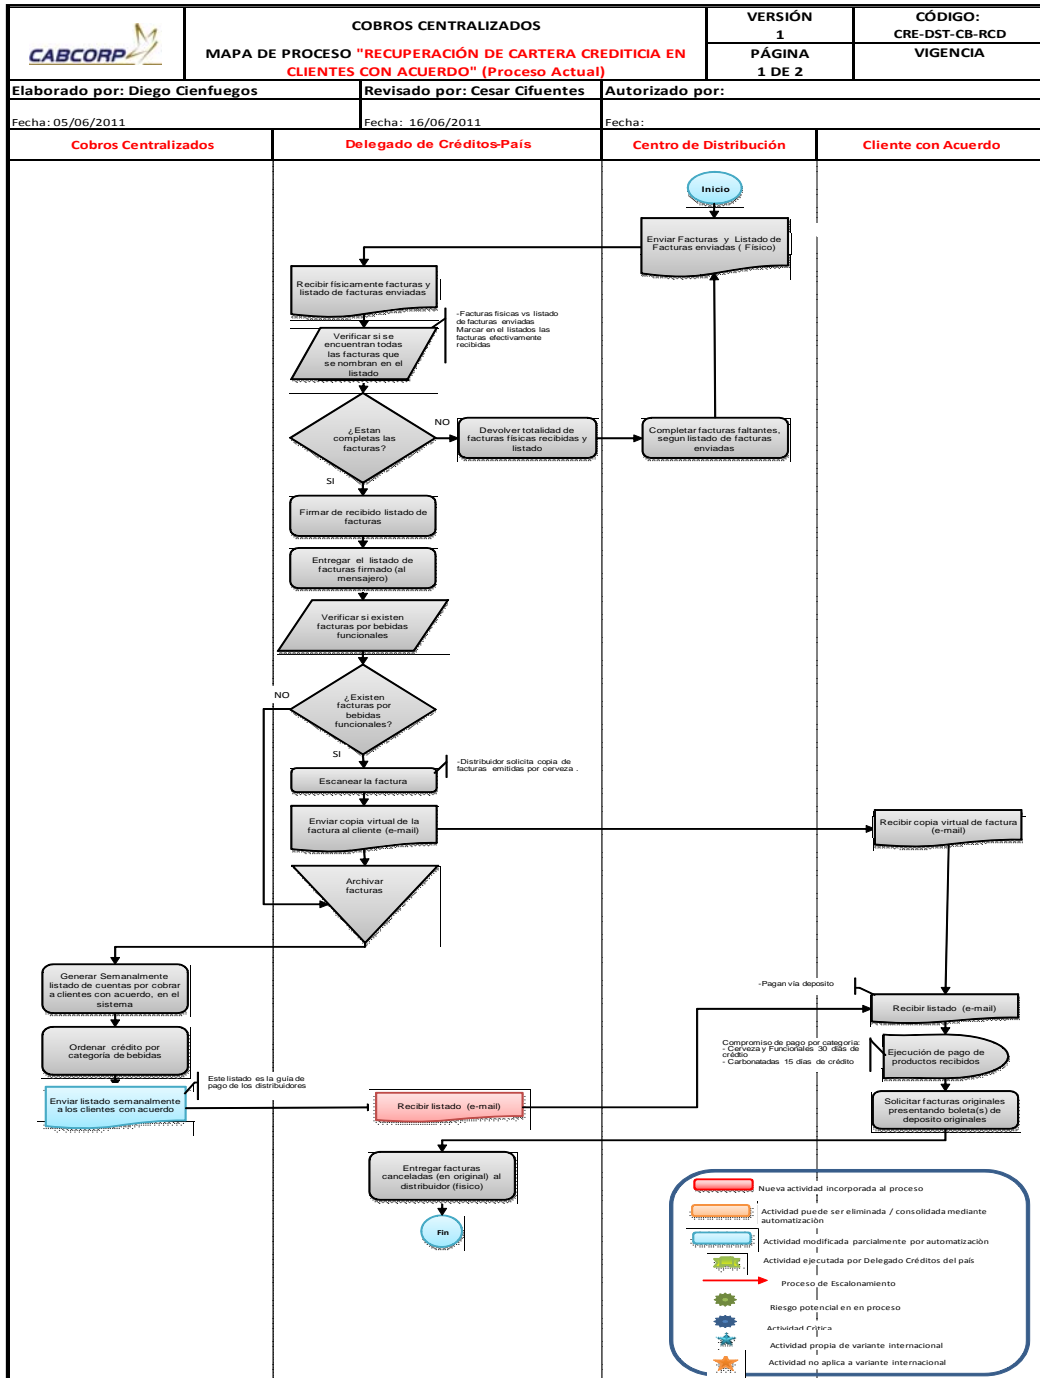 CABCORP
COBROS CENTRALIZADOS
MAPA DE PROCESO "RECUPERACIÓN DE CARTERA CREDITICIA EN
CLIENTES CON ACUERDO" (Proceso Actual)
VERSIÓN
1
PÁGINA
1 DE 2
CÓDIGO:
CRE-DST-CB-RCD
VIGENCIA
Elaborado por: Diego Cienfuegos
Revisado por: Cesar Cifuentes
Autorizado por:
Fecha: 05/06/2011
Fecha: 16/06/2011
Fecha:
Cobros Centralizados
Delegado de Créditos-País
Centro de Distribución
Cliente con Acuerdo
Inicio
Enviar Facturas y Listado de
Facturas enviadas ( Físico)
Recibir físicamente facturas y
listado de facturas enviadas
-Facturas fisicas vs listado
de facturas enviadas
Marcar en el listados las
facturas efectivamente
recibidas
Verificar si se
encuentran todas
las facturas que
se nombran en el
listado
¿Estan
completas las
facturas?
NO
Devolver totalidad de
facturas físicas recibidas y
listado
Completar facturas faltantes,
segun listado de facturas
enviadas
SI
Firmar de recibido listado de
facturas
Entregar el listado de
facturas firmado (al
mensajero)
Verificar si existen
facturas por bebidas
funcionales
NO
¿Existen
facturas por
bebidas
funcionales?
SI
-Distribuidor solicita copia de
facturas emitidas por cerveza .
Escanear la factura
Enviar copia virtual de la
factura al cliente (e-mail)
Recibir copia virtual de factura
(e-mail)
Archivar
facturas
Generar Semanalmente
listado de cuentas por cobrar
a clientes con acuerdo, en el
sistema
-Pagan vía deposito
Recibir listado (e-mail)
Ordenar crédito por
categoría de bebidas
Compromiso de pago por categoria:
- Cerveza y Funcionales 30 días de
crédtio
- Carbonatadas 15 días de crédito
Ejecución de pago de
productos recibidos
Este listado es la guía de
pago de los distribuidores
Enviar listado semanalmente
a los clientes con acuerdo
Recibir listado (e-mail)
Solicitar facturas originales
presentando boleta(s) de
deposito originales
Entregar facturas
canceladas (en original) al
distribuidor (físico)
Fin
Nueva actividad incorporada al proceso
Actividad puede ser eliminada / consolidada mediante
automatizaciòn
Actividad modificada parcialmente por automatizaciòn
Actividad ejecutada por Delegado Créditos del país
Proceso de Escalonamiento
Riesgo potencial en en proceso
Actividad Crítica
Actividad propia de variante internacional
Actividad no aplica a variante internacional